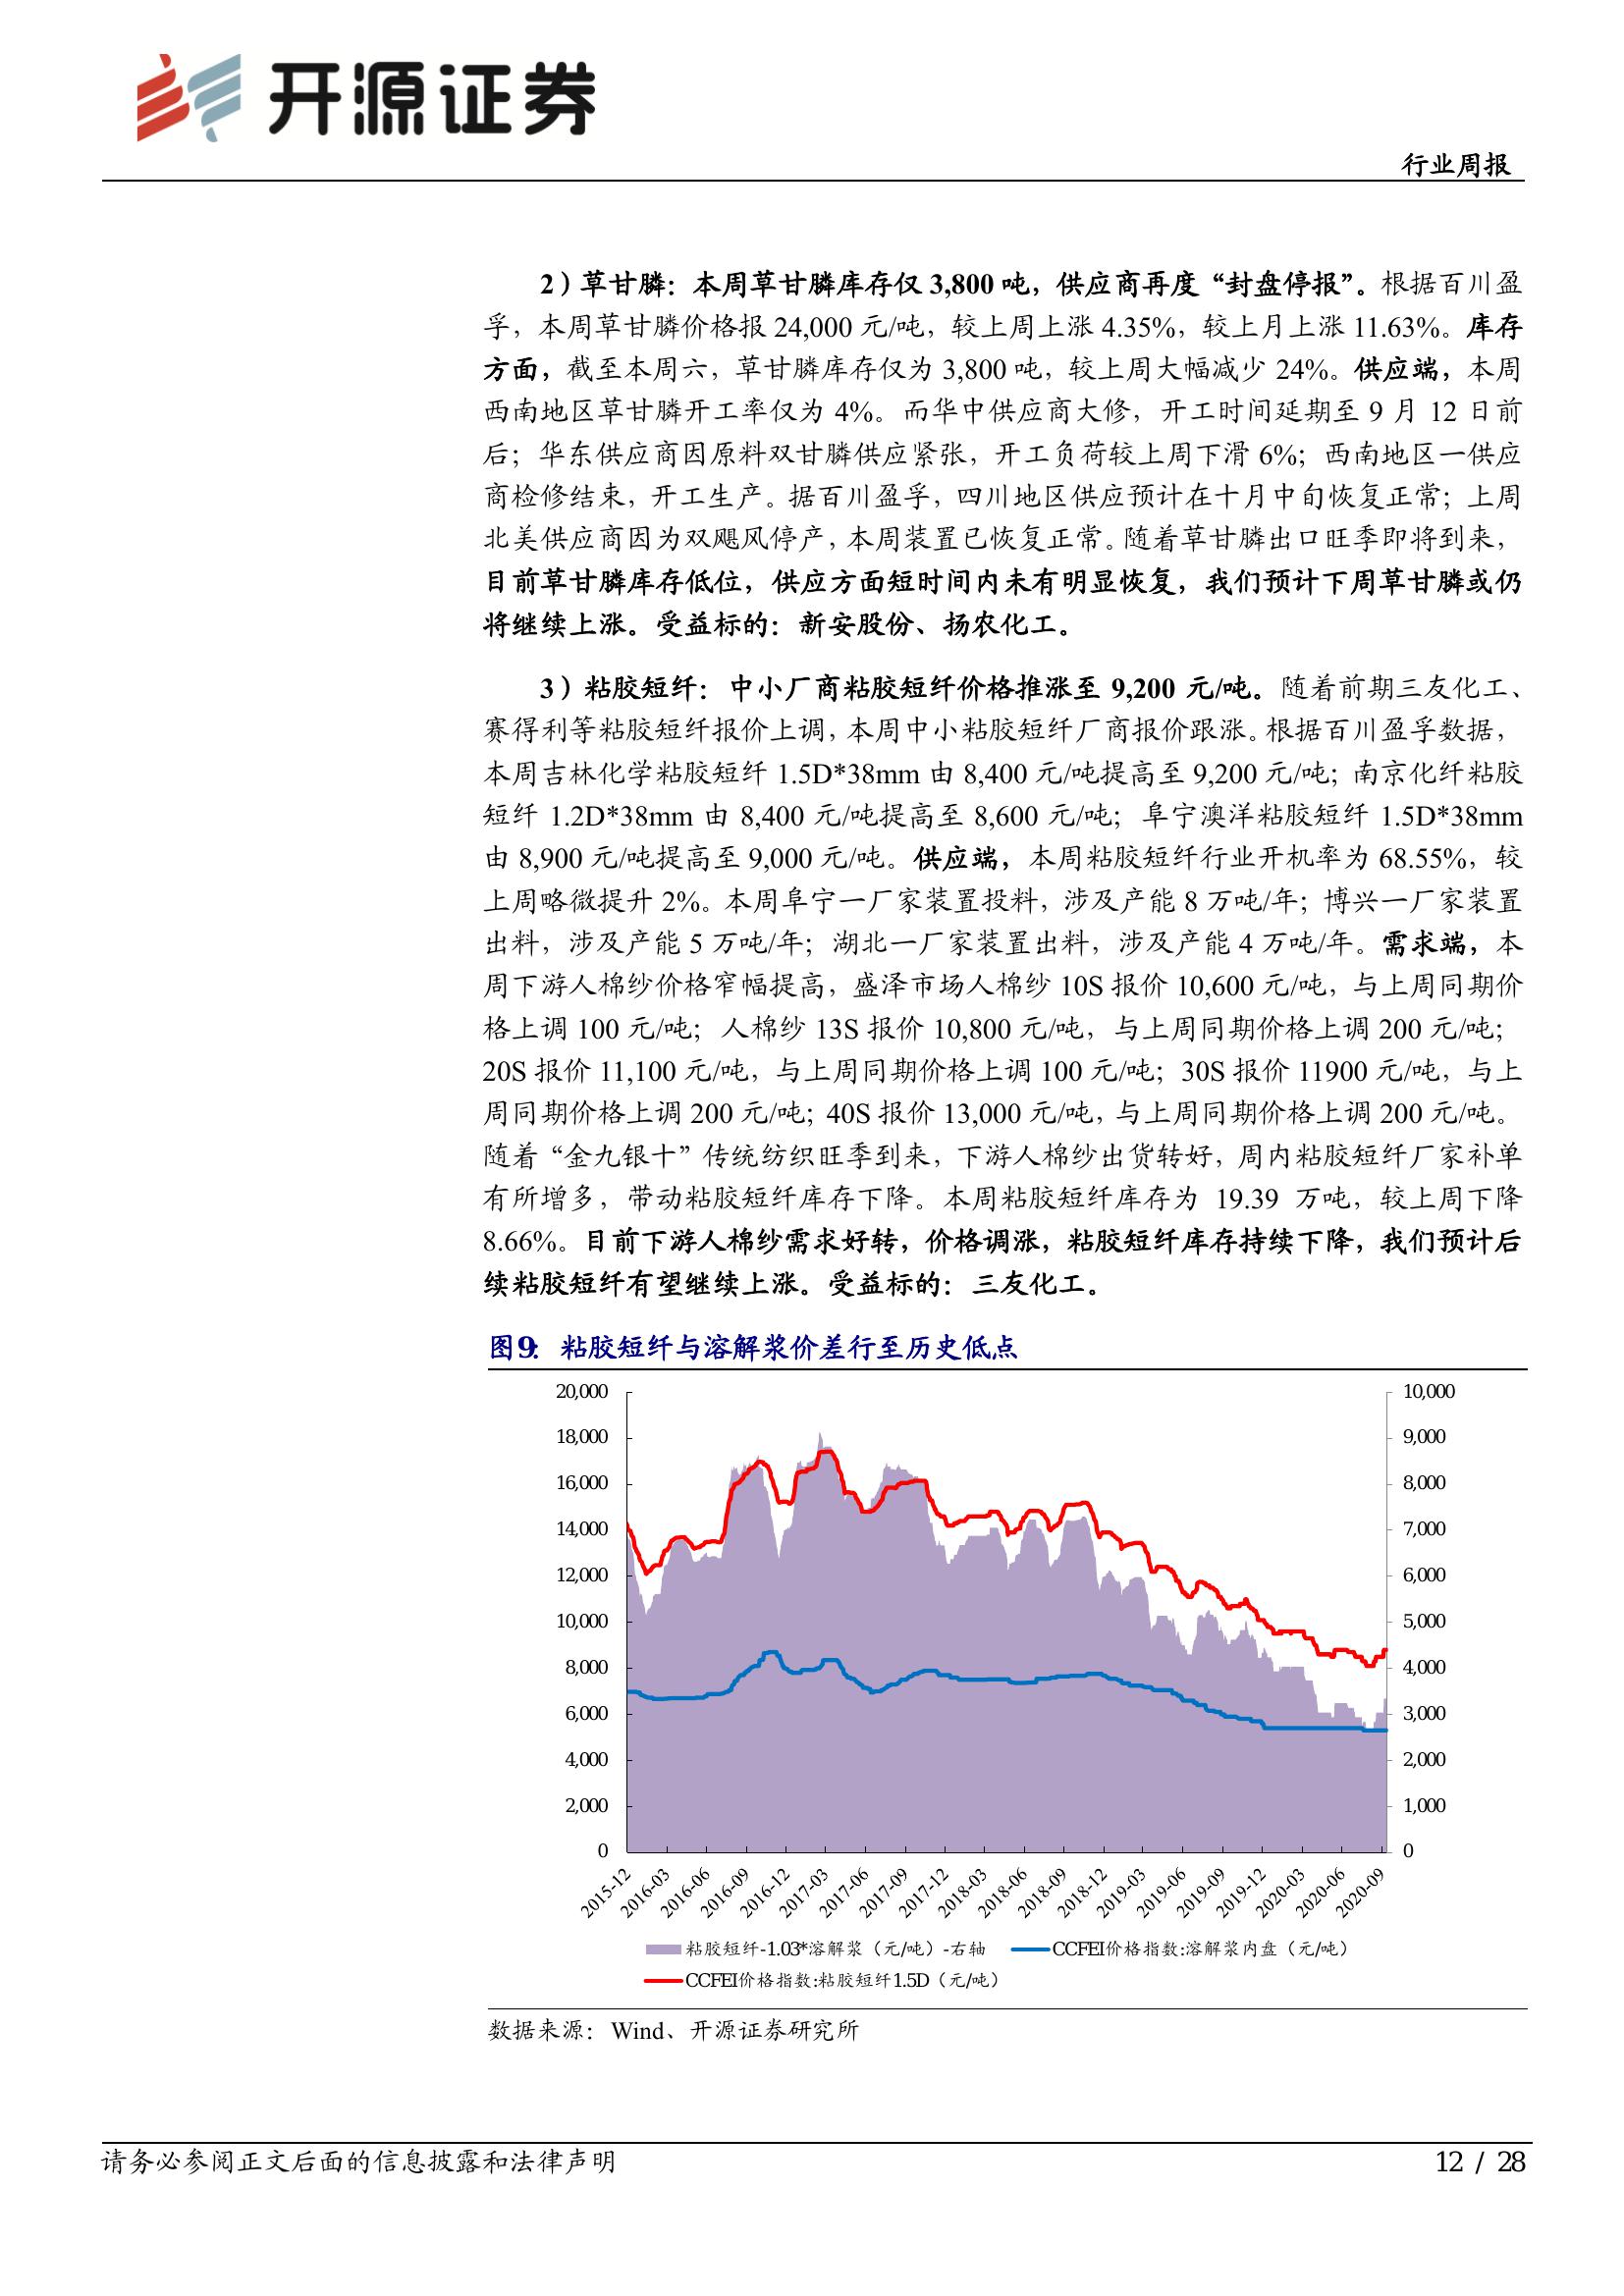 开源证券
行业周报
2）草甘膦：本周草甘膦库存仅 3,800 吨，供应商再度“封盘停报”。根据百川盈
孚，本周草甘膦价格报 24,000 元/吨，较上周上涨 4.35%，较上月上涨 11.63%。库存
方面，截至本周六，草甘膦库存仅为 3,800 吨，较上周大幅减少 24%。供应端，本周
西南地区草甘膦开工率仅为 4%。而华中供应商大修，开工时间延期至 9 月 12 日前
后；华东供应商因原料双甘膦供应紧张，开工负荷较上周下滑 6%；西南地区一供应
商检修结束，开工生产。据百川盈孚，四川地区供应预计在十月中旬恢复正常；上周
北美供应商因为双飓风停产，本周装置已恢复正常。随着草甘膦出口旺季即将到来，
目前草甘膦库存低位，供应方面短时间内未有明显恢复，我们预计下周草甘膦或仍
将继续上涨。受益标的：新安股份、扬农化工。
3）粘胶短纤：中小厂商粘胶短纤价格推涨至 9,200 元/吨。随着前期三友化工、
赛得利等粘胶短纤报价上调，本周中小粘胶短纤厂商报价跟涨。根据百川盈孚数据，
本周吉林化学粘胶短纤 1.5D*38mm 由 8,400 元/吨提高至 9,200 元/吨；南京化纤粘胶
短纤 1.2D*38mm 由 8,400 元/吨提高至 8,600 元/吨；阜宁澳洋粘胶短纤 1.5D*38mm
由 8,900 元/吨提高至 9,000 元/吨。供应端，本周粘胶短纤行业开机率为 68.55%，较
上周略微提升 2%。本周阜宁一厂家装置投料，涉及产能 8 万吨/年；博兴一厂家装置
出料，涉及产能 5 万吨/年；湖北一厂家装置出料，涉及产能 4 万吨/年。需求端，本
周下游人棉纱价格窄幅提高，盛泽市场人棉纱 10S 报价 10,600 元/吨，与上周同期价
格上调 100 元/吨；人棉纱 13S 报价 10,800 元/吨，与上周同期价格上调 200 元/吨；
20S 报价 11,100 元/吨，与上周同期价格上调 100 元/吨；30S 报价 11900 元/吨，与上
周同期价格上调 200 元/吨；40S 报价 13,000 元/吨，与上周同期价格上调 200 元/吨。
随着“金九银十”传统纺织旺季到来，下游人棉纱出货转好，周内粘胶短纤厂家补单
有所增多，带动粘胶短纤库存下降。本周粘胶短纤库存为 19.39 万吨，较上周下降
8.66%。目前下游人棉纱需求好转，价格调涨，粘胶短纤库存持续下降，我们预计后
续粘胶短纤有望继续上涨。受益标的：三友化工。
图9：粘胶短纤与溶解浆价差行至历史低点
20,000
18,000
16,000
14,000
12,000
10,000
8,000
6,000
4,000
2,000
0
10,000
9,000
8,000
7,000
6,000
5,000
4,000
3,000
2,000
1,000
0
2015-12
2016-03
2016-06
2016-09
2016-12
2017-03
2017-06
2017-09
2017-12
2018-03
2018-06
2018-09
2018-12
2019-03
2019-06
2019-09
2019-12
2020-03
2020-06
2020-09
粘胶短纤-1.03*溶解浆（元/吨）-右轴
CCFEI价格指数:溶解浆内盘（元/吨）
CCFEI价格指数:粘胶短纤1.5D（元/吨）
数据来源：Wind、开源证券研究所
请务必参阅正文后面的信息披露和法律声明
12 / 28